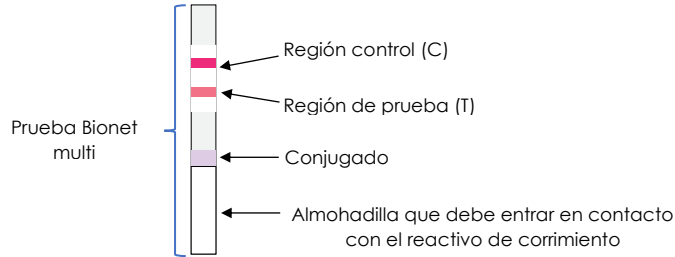 Región control (C)
Región de prueba (T)
Prueba Bionet
multi
Conjugado
Almohadilla que debe entrar en contacto
con el reactivo de corrimiento